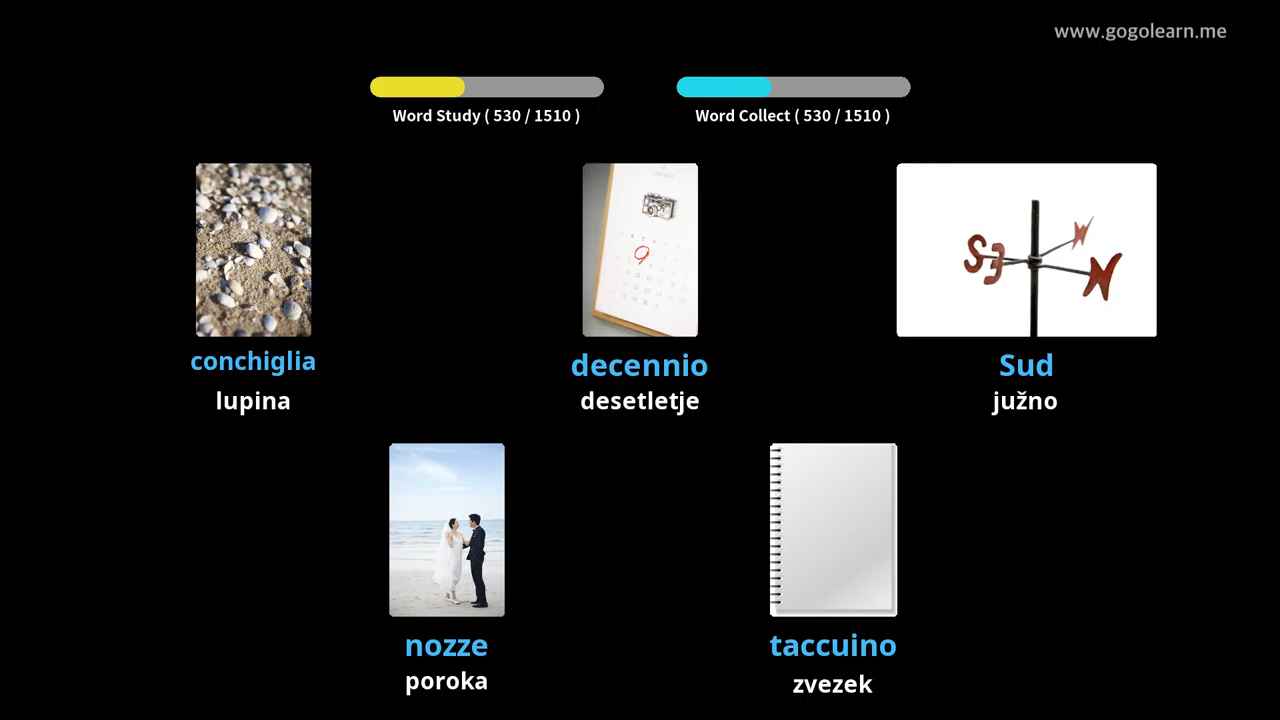 www.gogolearn.me
Word Study ( 530 / 1510 )
Word Collect ( 530 / 1510 )
conchiglia
lupina
decennio
desetletje
Sud
južno
nozze
poroka
taccuino
zvezek